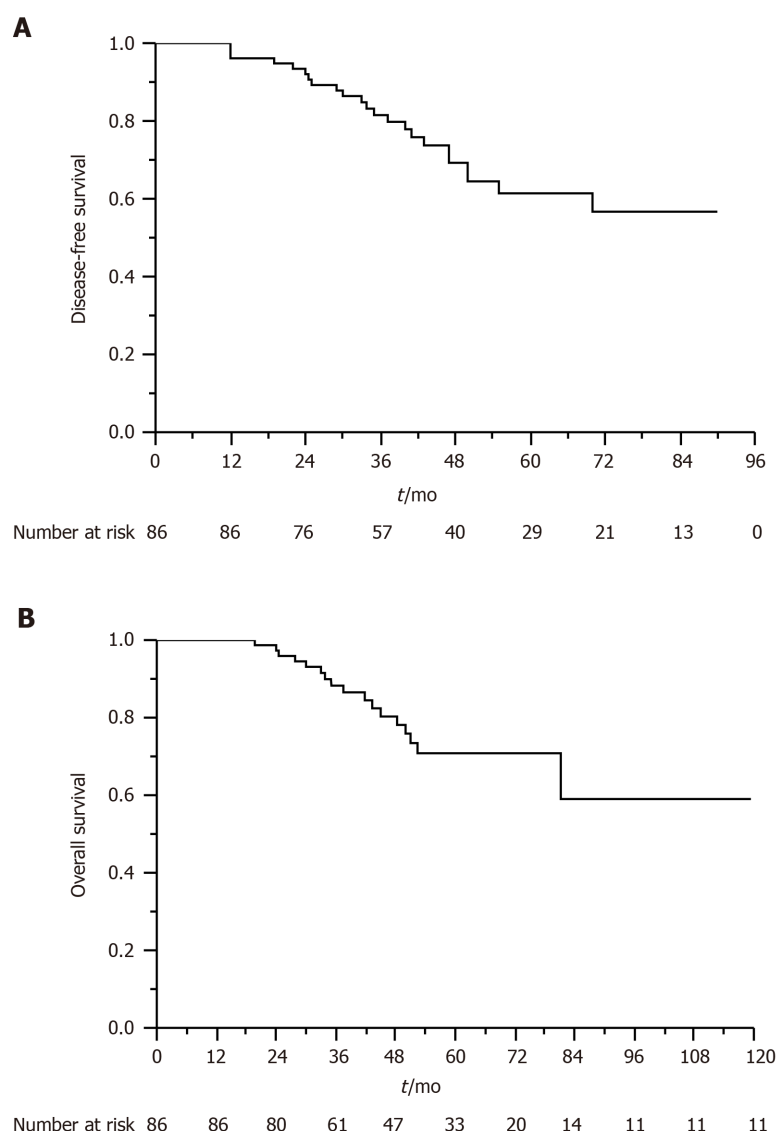 A
1.0
0.8
0.6
0.4
0.2
0.0
Disease-free survival
0 12 24 36 48 60 72 84 96
t/mo
Number at risk 86 86 76 57 40 29 21 13 0
B
1.0
0.8
0.6
0.4
0.2
0.0
Overall survival
0 12 24 36 48 60 72 84 96 108 120
t/mo
Number at risk 86 86 80 61 47 33 20 14 11 11 11